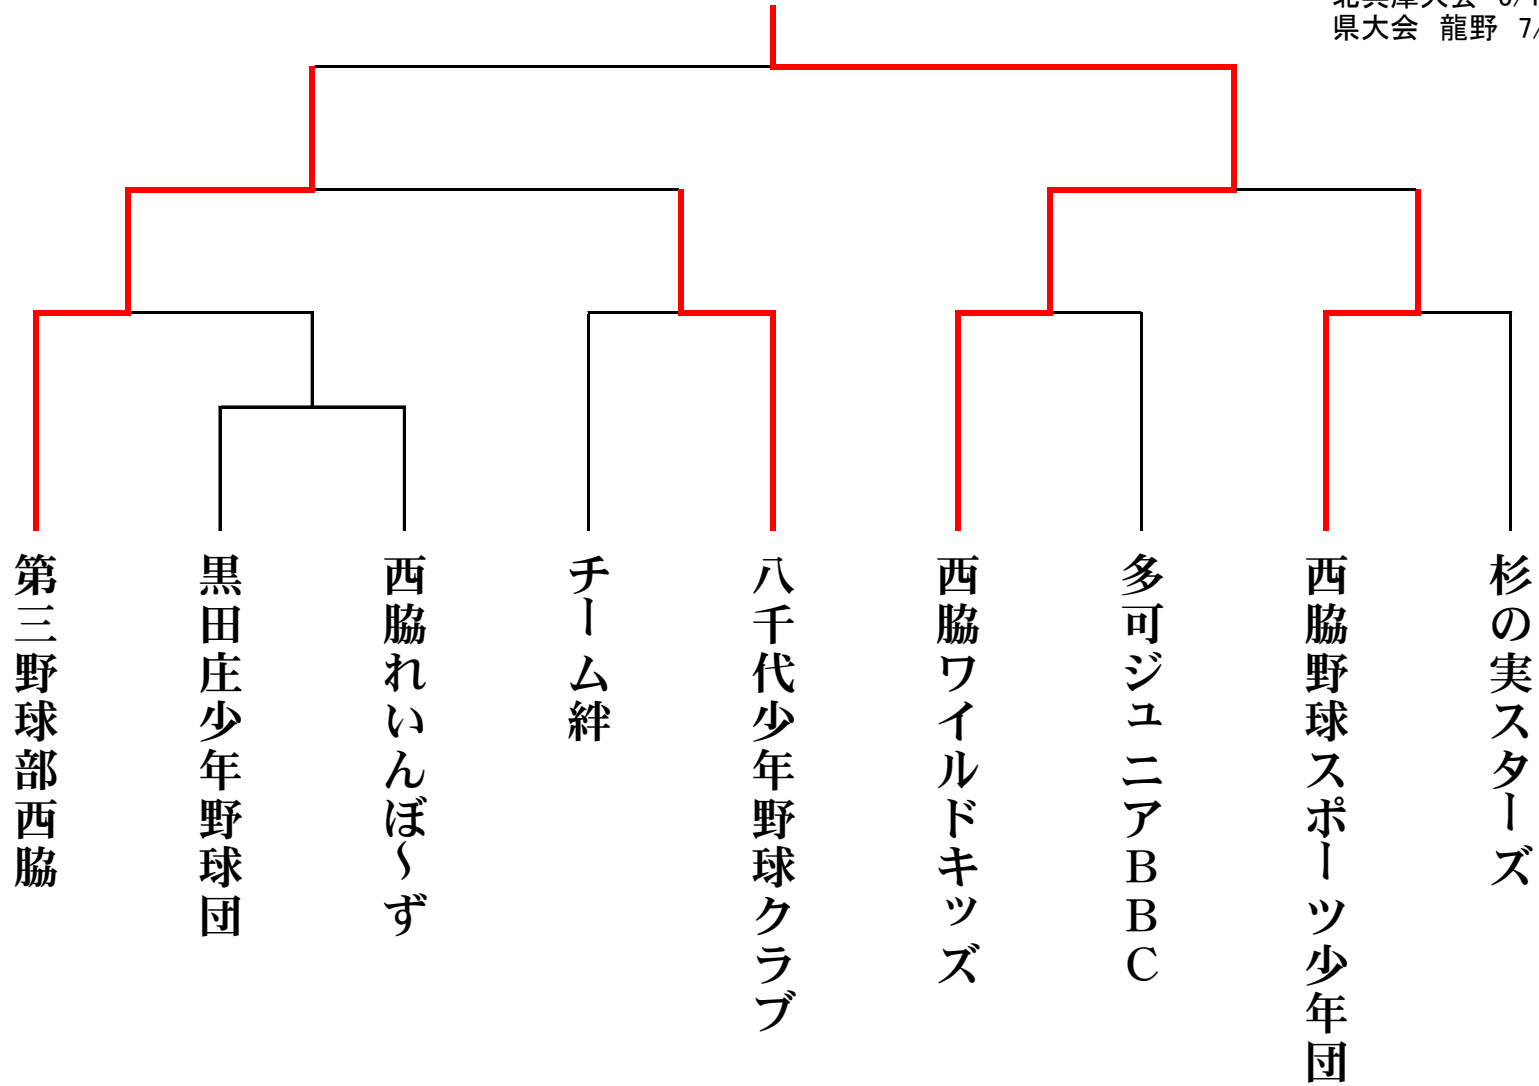 県大会 龍野 7/
第三野球部西脇
黒田庄少年野球団
西脇れいんぼ～ず
チーム絆
八千代少年野球クラブ
西脇ワイルドキッズ
多可ジュニアBBC
西脇野球スポーツ少年団
杉の実スターズ